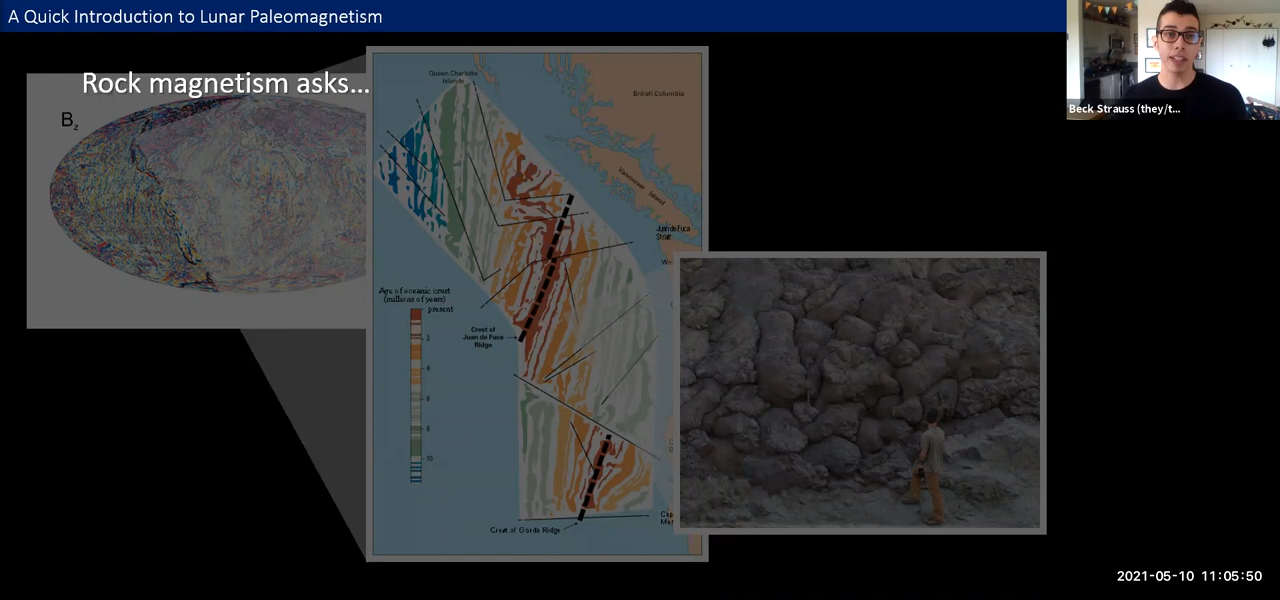 A Quick Introduction to Lunar Paleomagnetism
Beck Strauss (they/t...
Rock magnetism asks...
Bz
Queen Charlotte
Islands
British Columbia
Vancouver Island
Juan de Fuca
Strait
Age of oceanic crust
(millions of years)
present
2
4
6
8
10
Crest of
Juan de Fuca
Ridge
Crest of Gorda Ridge
2021-05-10 11:05:50